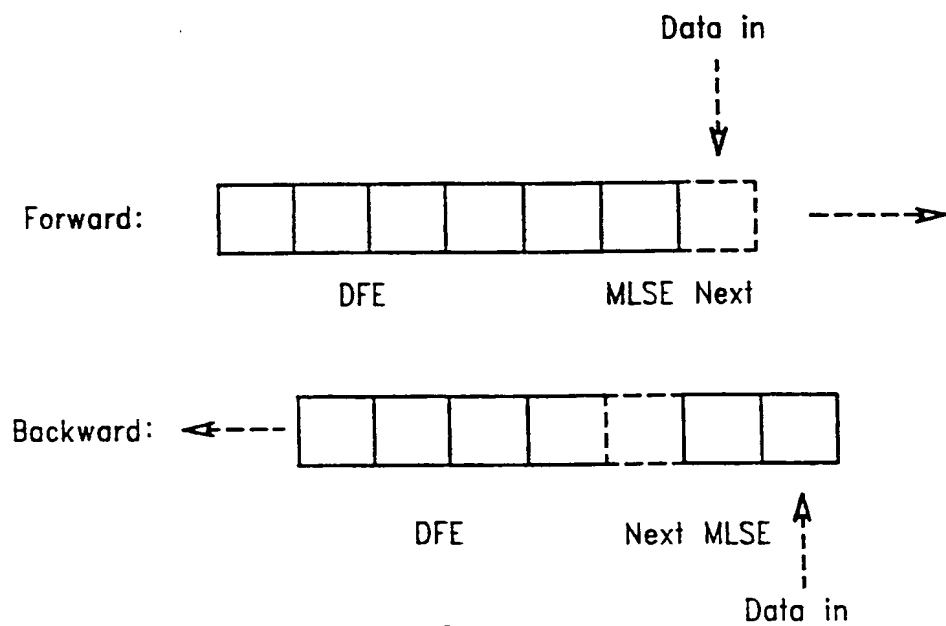 Data in
Forward:
DFE MLSE Next
Backward:
DFE Next MLSE
Data in